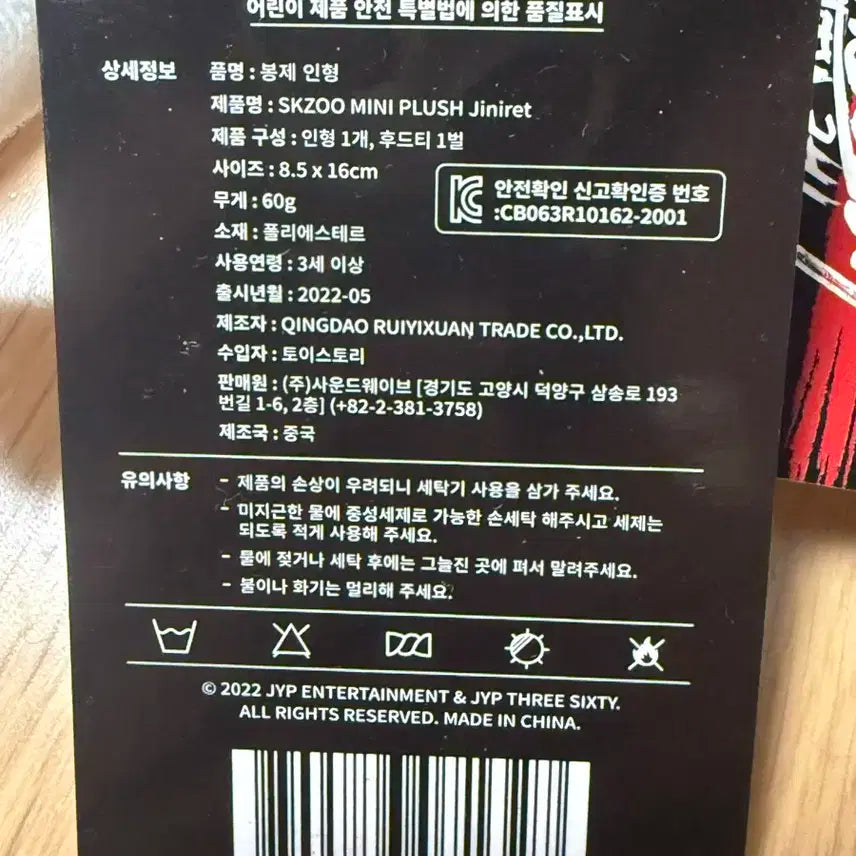 어린이 제품 안전 특별법에 의한 품질표시
상세정보 품명 : 봉제 인형
제품명 : SKZOO MINI PLUSH Jiniret
제품 구성 : 인형 1개, 후드티 1벌
사이즈 : 8.5 x 16cm
무게 : 60g
안전확인 신고확인증 번호
:CB063R10162-2001
소재 : 폴리에스테르
사용연령 : 3세 이상
출시년월 : 2022-05
제조자 : QINGDAO RUIYIXUAN TRADE CO.,LTD.
수입자 : 토이스토리
판매원 : (주)사운드웨이브 [경기도 고양시 덕양구 삼송로 193
번길 1-6, 2층] (+82-2-381-3758)
제조국 : 중국
유의사항 - 제품의 손상이 우려되니 세탁기 사용을 삼가 주세요.
- 미지근한 물에 중성세제로 가능한 손세탁 해주시고 세제는
되도록 적게 사용해 주세요.
- 물에 젖거나 세탁 후에는 그늘진 곳에 펴서 말려주세요.
- 불이나 화기는 멀리해 주세요.
© 2022 JYP ENTERTAINMENT & JYP THREE SIXTY.
ALL RIGHTS RESERVED. MADE IN CHINA.